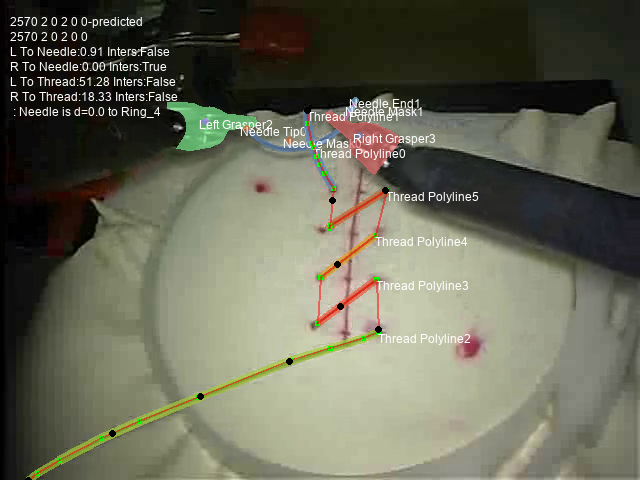 2570 2 0 2 0 0-predicted
2570 2 0 2 0 0
L To Needle:0.91 Inters:False
R To Needle:0.00 Inters:True
L To Thread:51.28 Inters:False
R To Thread:18.33 Inters:False
: Needle is d=0.0 to Ring_4
Needle End1
Needle Mask1
Thread Polyline1
Left Grasper2
Needle Tip0
Right Grasper3
Needle Mas
Thread Polyline0
Thread Polyline5
Thread Polyline4
Thread Polyline3
Thread Polyline2